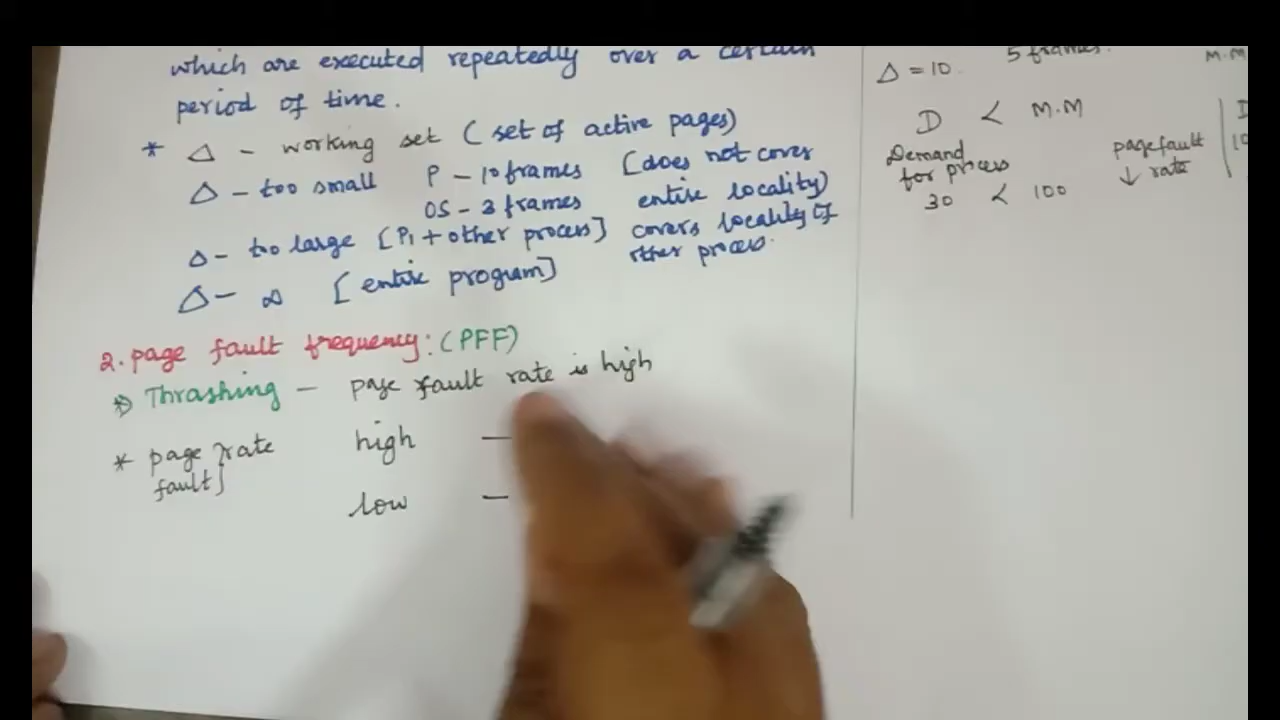 which are executed repeatedly over a certain
period of time.
* Δ - working set ( set of active pages)
Δ - too small P - 10 frames [does not cover
OS - 3 frames entire locality)
Δ - too large [P1 + other process] covers locality of
other process.
Δ - ∞ [entire program]
2. page fault frequency: (PFF)
Thrashing - page fault rate is high
* page rate high -
fault]
low -
5 frames.
M.M
Δ = 10.
D < M.M
Demand
for process
30 < 100
page fault
↓ rate
D
10